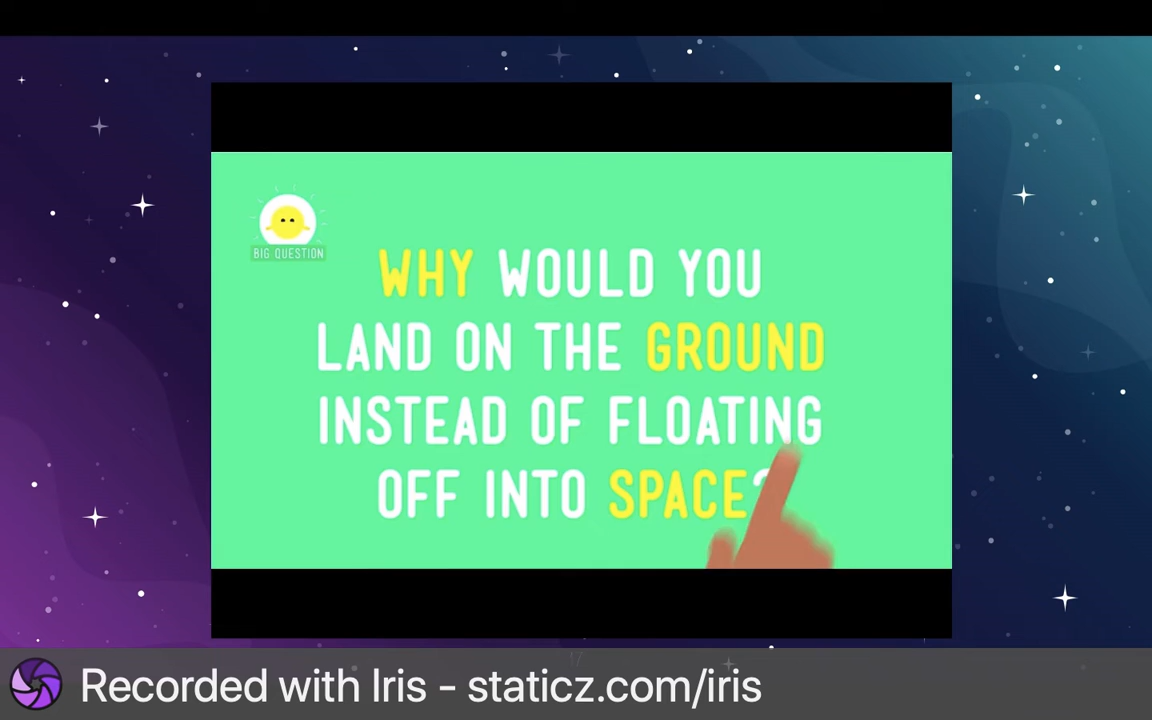 BIG QUESTION
WHY WOULD YOU
LAND ON THE GROUND
INSTEAD OF FLOATING
OFF INTO SPACE?
17
Recorded with Iris - staticz.com/iris